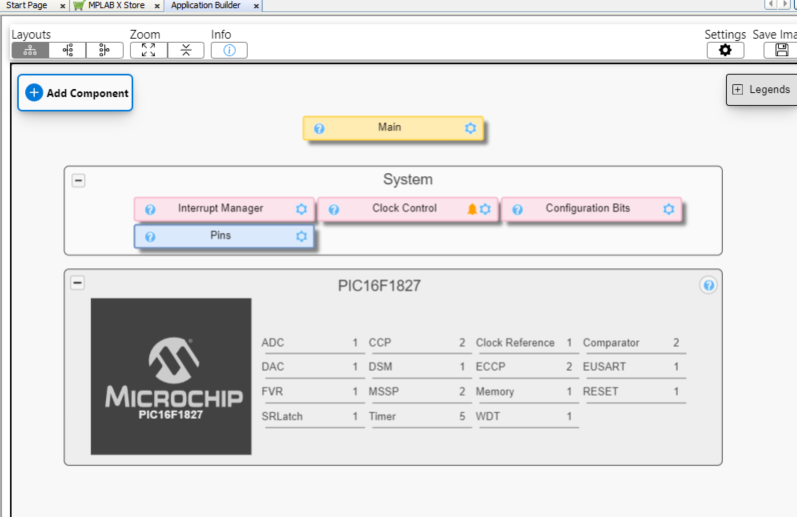 Start Page x MPLAB X Store x Application Builder x
Layouts Zoom Info Settings Save Ima
Add Component
Legends
Main
System
Interrupt Manager Clock Control Configuration Bits
Pins
PIC16F1827
ADC 1 CCP 2 Clock Reference 1 Comparator 2
DAC 1 DSM 1 ECCP 2 EUSART 1
FVR 1 MSSP 2 Memory 1 RESET 1
SRLatch 1 Timer 5 WDT 1
MICROCHIP
PIC16F1827